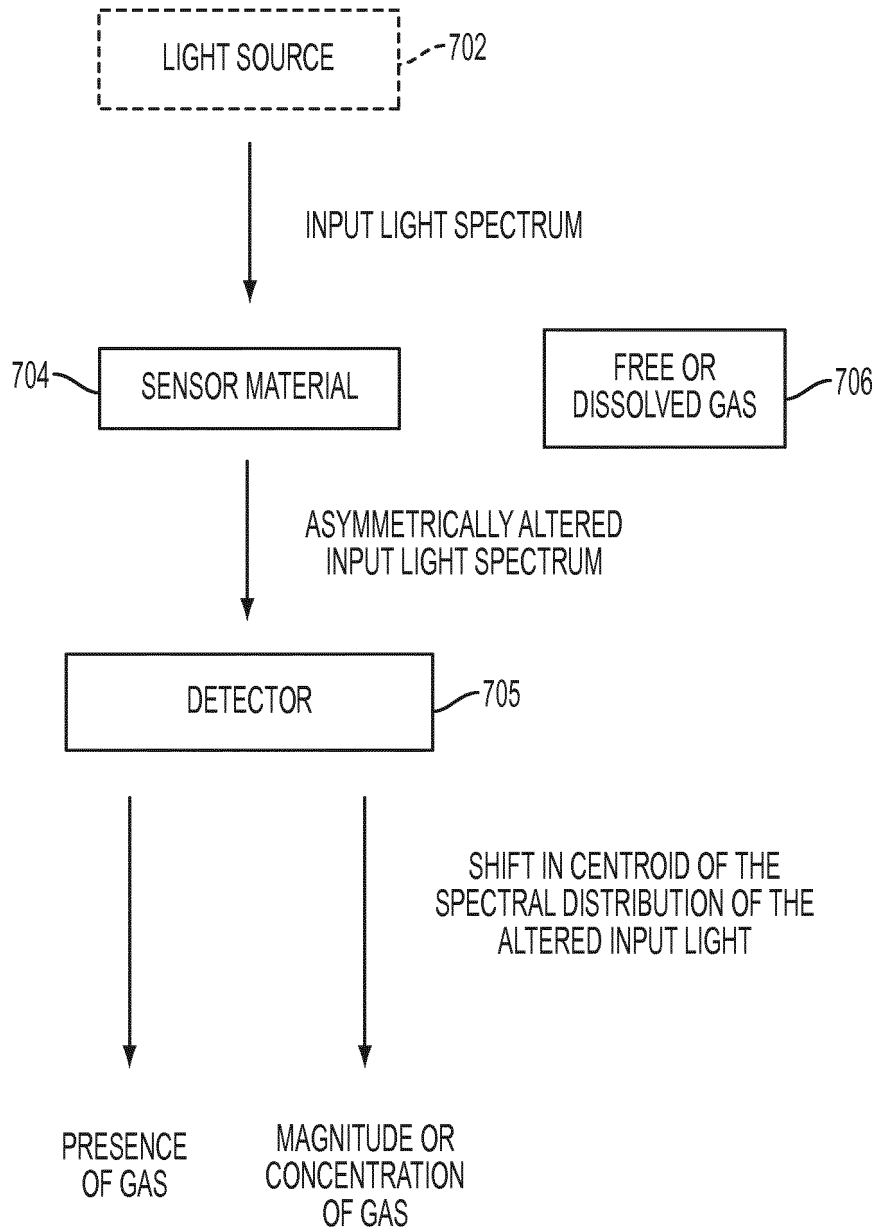 LIGHT SOURCE
702
INPUT LIGHT SPECTRUM
704
SENSOR MATERIAL
FREE OR
DISSOLVED GAS
706
ASYMMETRICALLY ALTERED
INPUT LIGHT SPECTRUM
DETECTOR
705
SHIFT IN CENTROID OF THE
SPECTRAL DISTRIBUTION OF THE
ALTERED INPUT LIGHT
PRESENCE
OF GAS
MAGNITUDE OR
CONCENTRATION
OF GAS